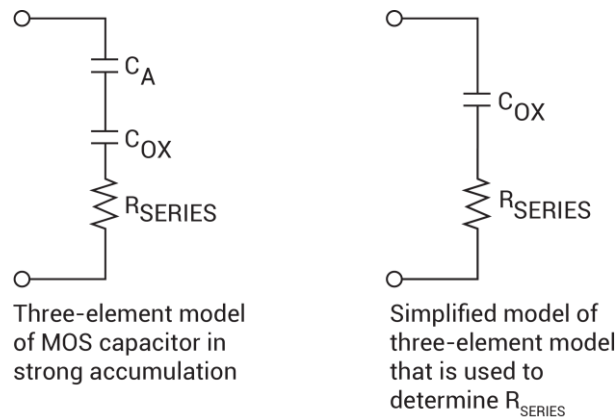 C_A
C_OX
R_SERIES
Three-element model
of MOS capacitor in
strong accumulation
C_OX
R_SERIES
Simplified model of
three-element model
that is used to
determine R_SERIES